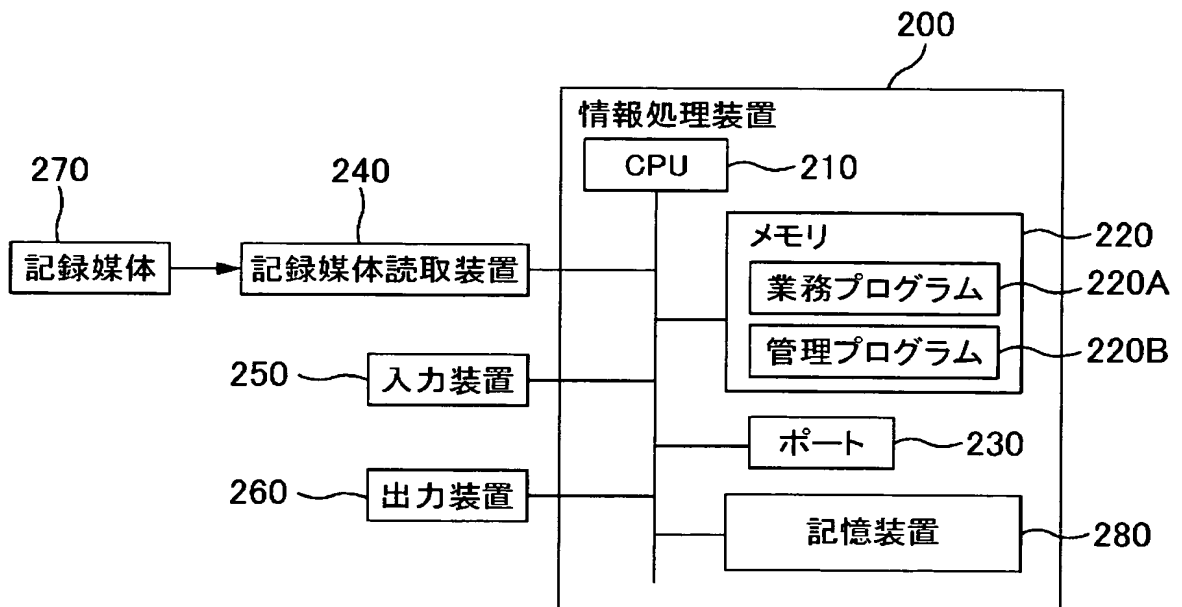 200
情報処理装置
CPU
210
270
240
メモリ
220
記録媒体
記録媒体読取装置
業務プログラム
220A
管理プログラム
220B
250
入力装置
ポート
230
260
出力装置
記憶装置
280